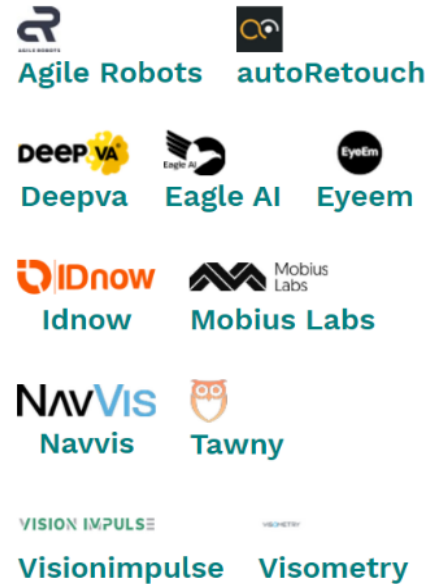 AGILE ROBOTS
Agile Robots autoRetouch
DEEP VA Eagle AI EyeEm
Deepva Eagle AI Eyeem
IDnow Mobius
Labs
Idnow Mobius Labs
NAVVIS
Navvis Tawny
VISION IMPULSE VISOMETRY
Visionimpulse Visometry